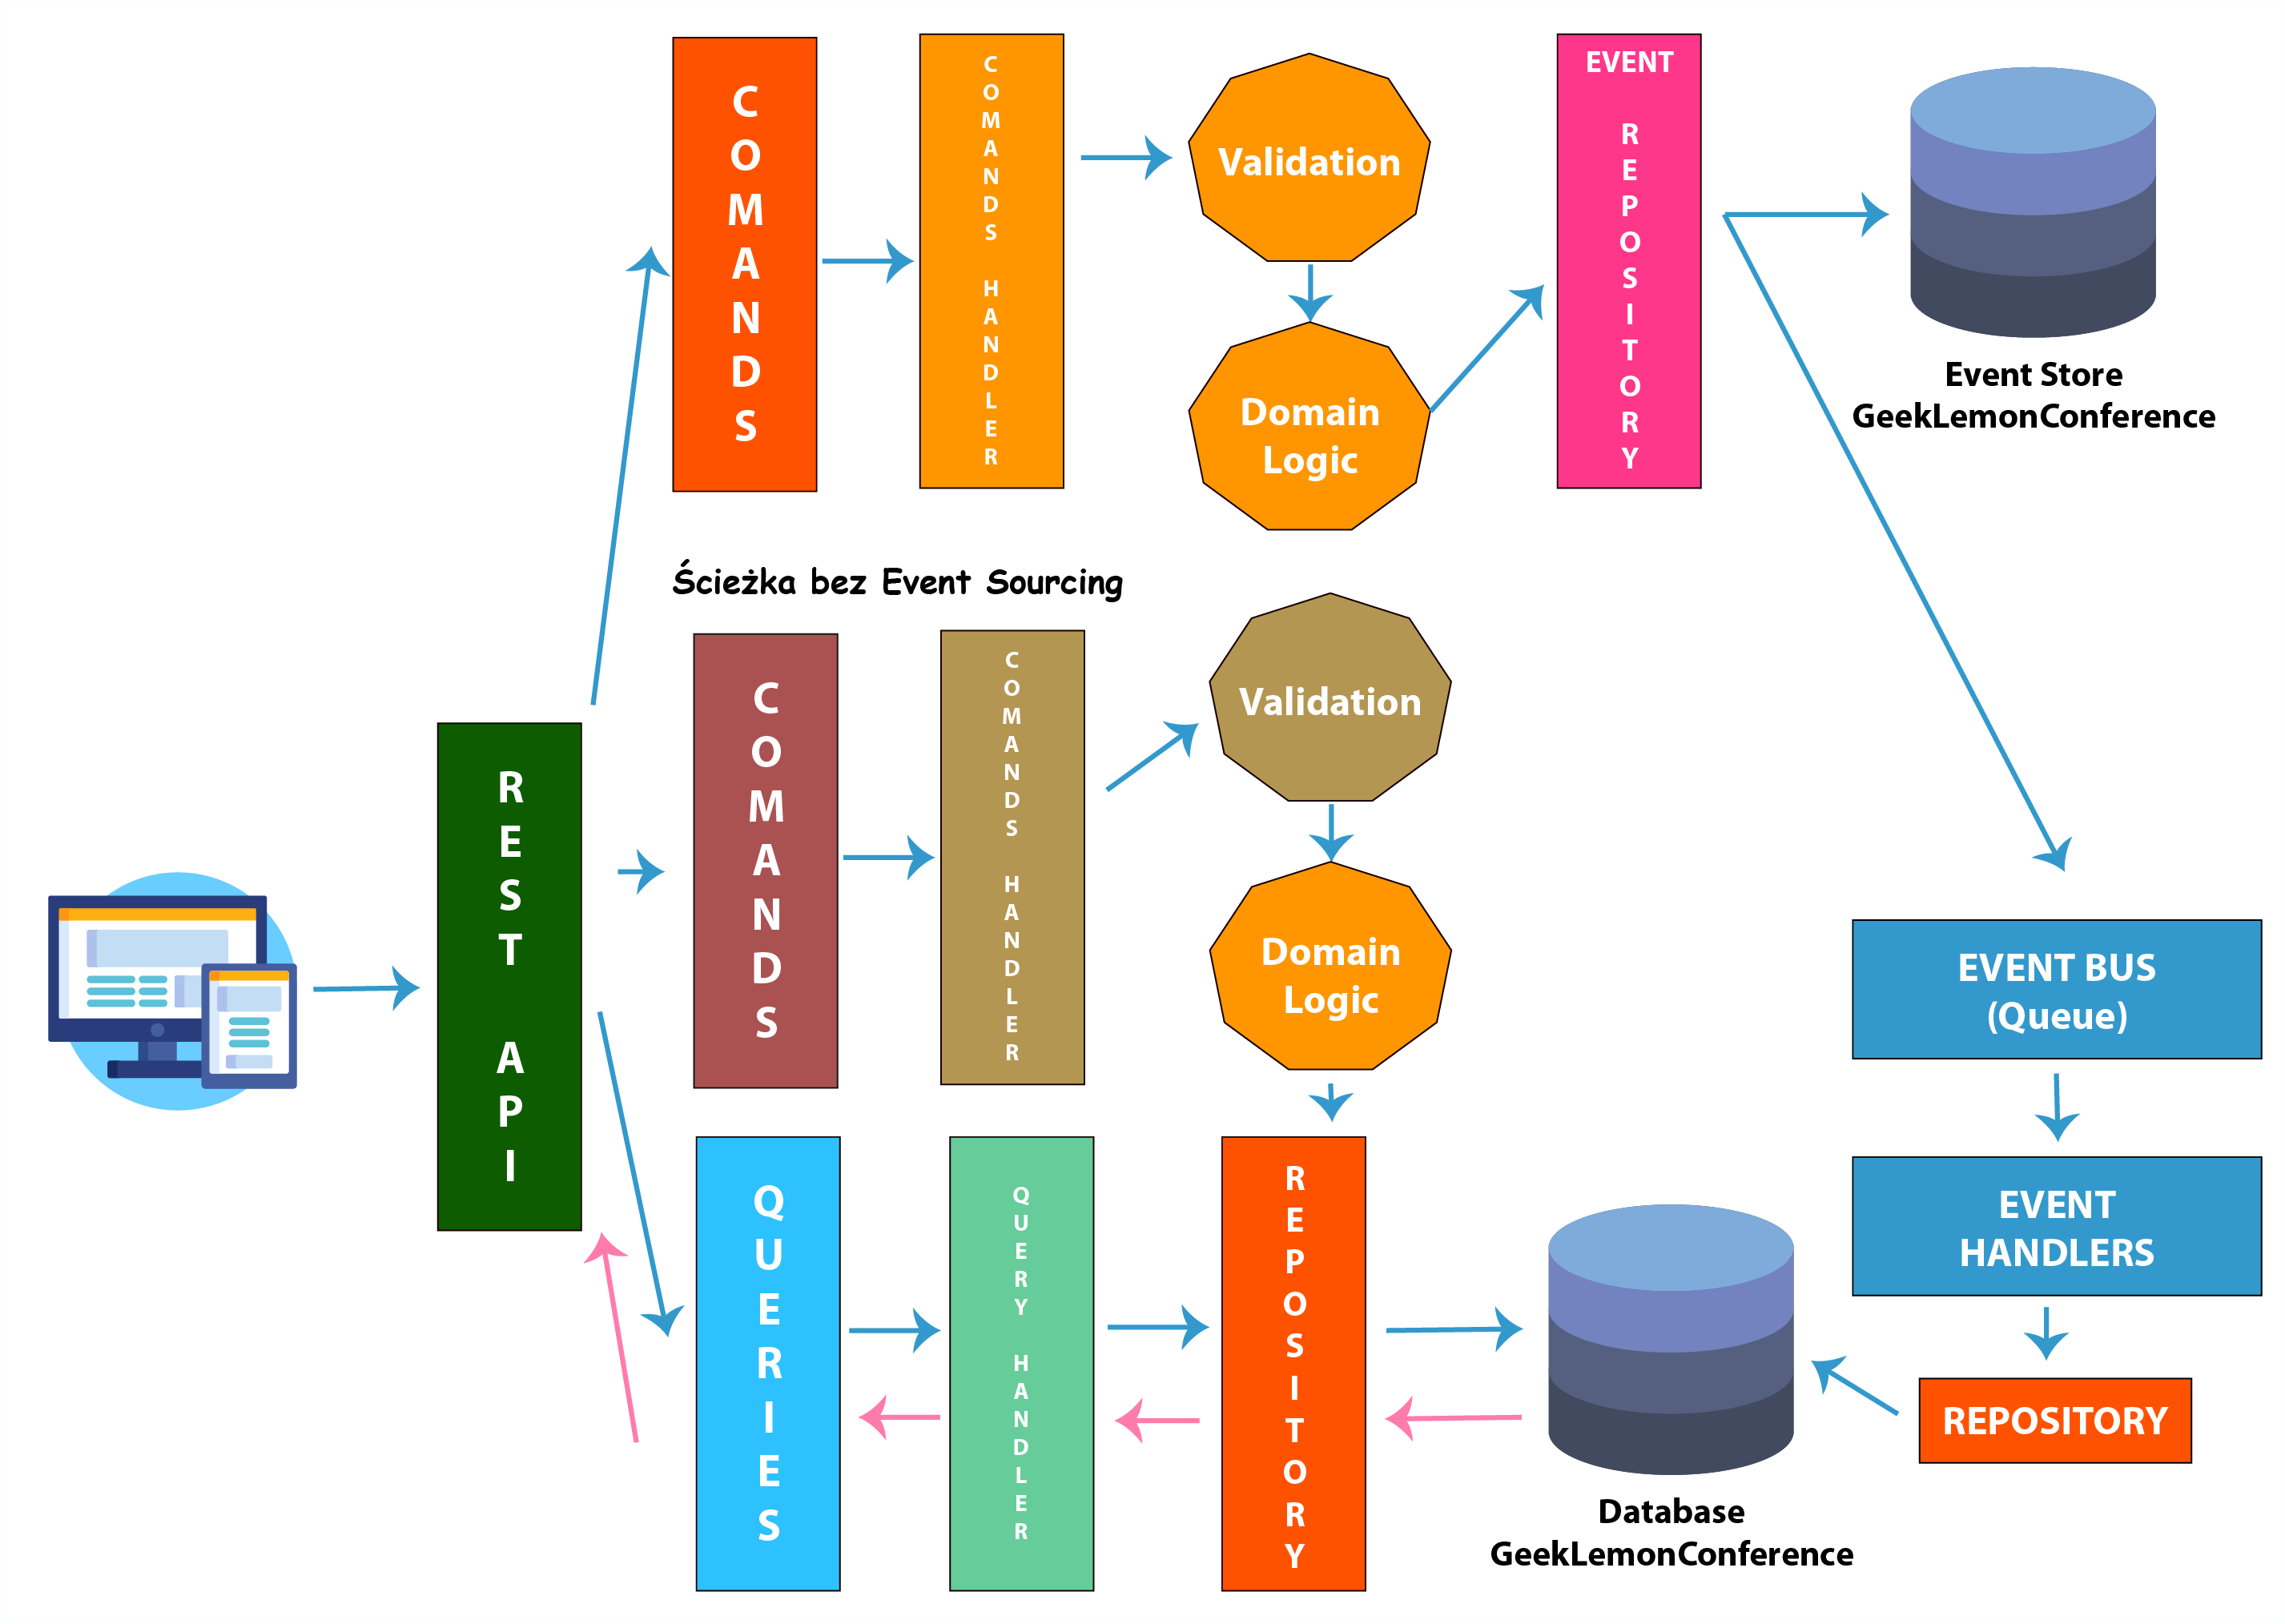 COMANDS
COMANDS HANDLER
Validation
Domain
Logic
EVENT
REPOSITORY
Event Store
GeekLemonConference
Ścieżka bez Event Sourcing
REST API
COMANDS
COMANDS HANDLER
Validation
Domain
Logic
EVENT BUS
(Queue)
EVENT
HANDLERS
REPOSITORY
QUERIES
QUERY HANDLER
REPOSITORY
Database
GeekLemonConference